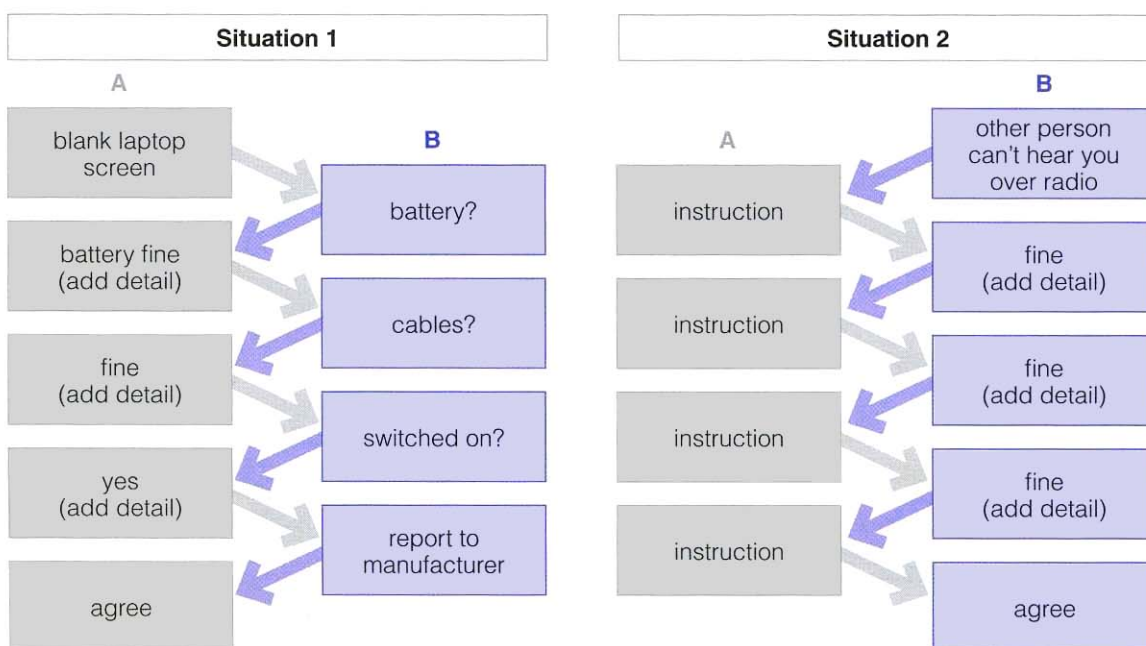 Situation 1
A
blank laptop
screen
B
battery?
battery fine
(add detail)
cables?
fine
(add detail)
switched on?
yes
(add detail)
report to
manufacturer
agree
Situation 2
B
other person
can't hear you
over radio
A
instruction
fine
(add detail)
instruction
fine
(add detail)
instruction
fine
(add detail)
instruction
agree